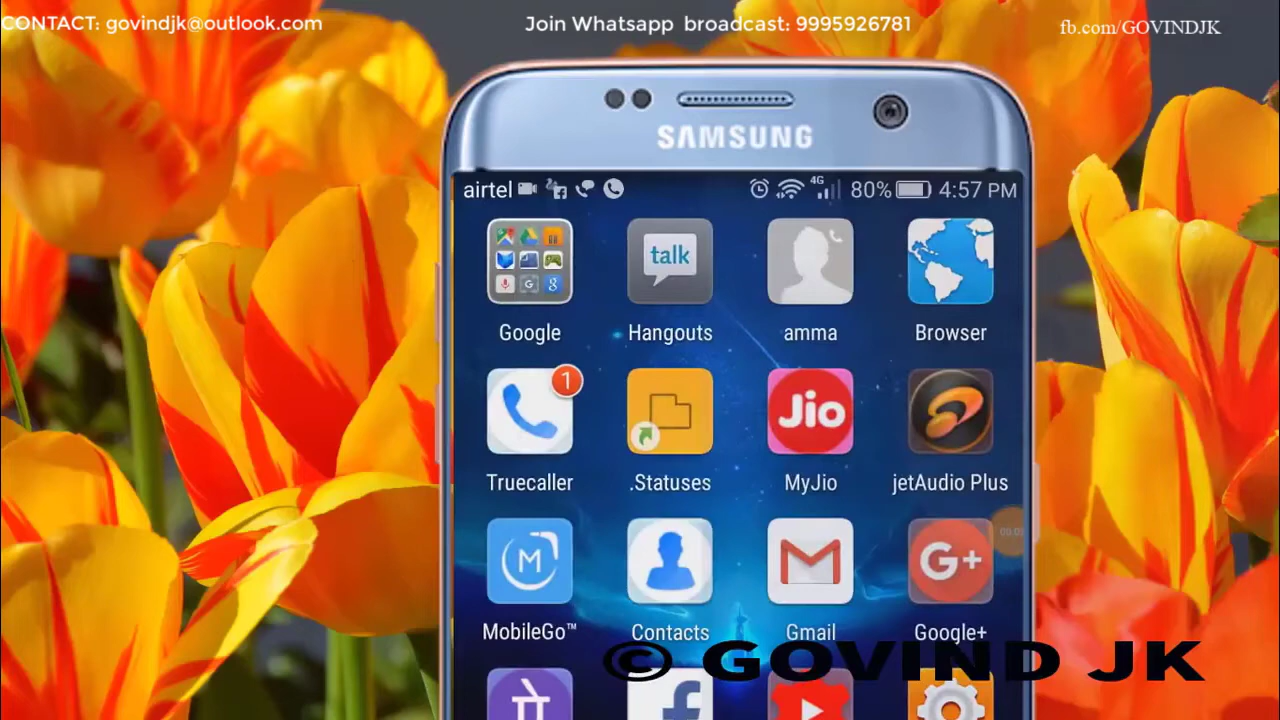 CONTACT: govindjk@outlook.com
Join Whatsapp broadcast: 9995926781
fb.com/GOVINDJK
SAMSUNG
airtel 4G 80% 4:57 PM
talk
Google Hangouts amma Browser
1
Jio
Truecaller .Statuses MyJio jetAudio Plus
M G+
MobileGo™ Contacts Gmail Google+
© GOVIND JK